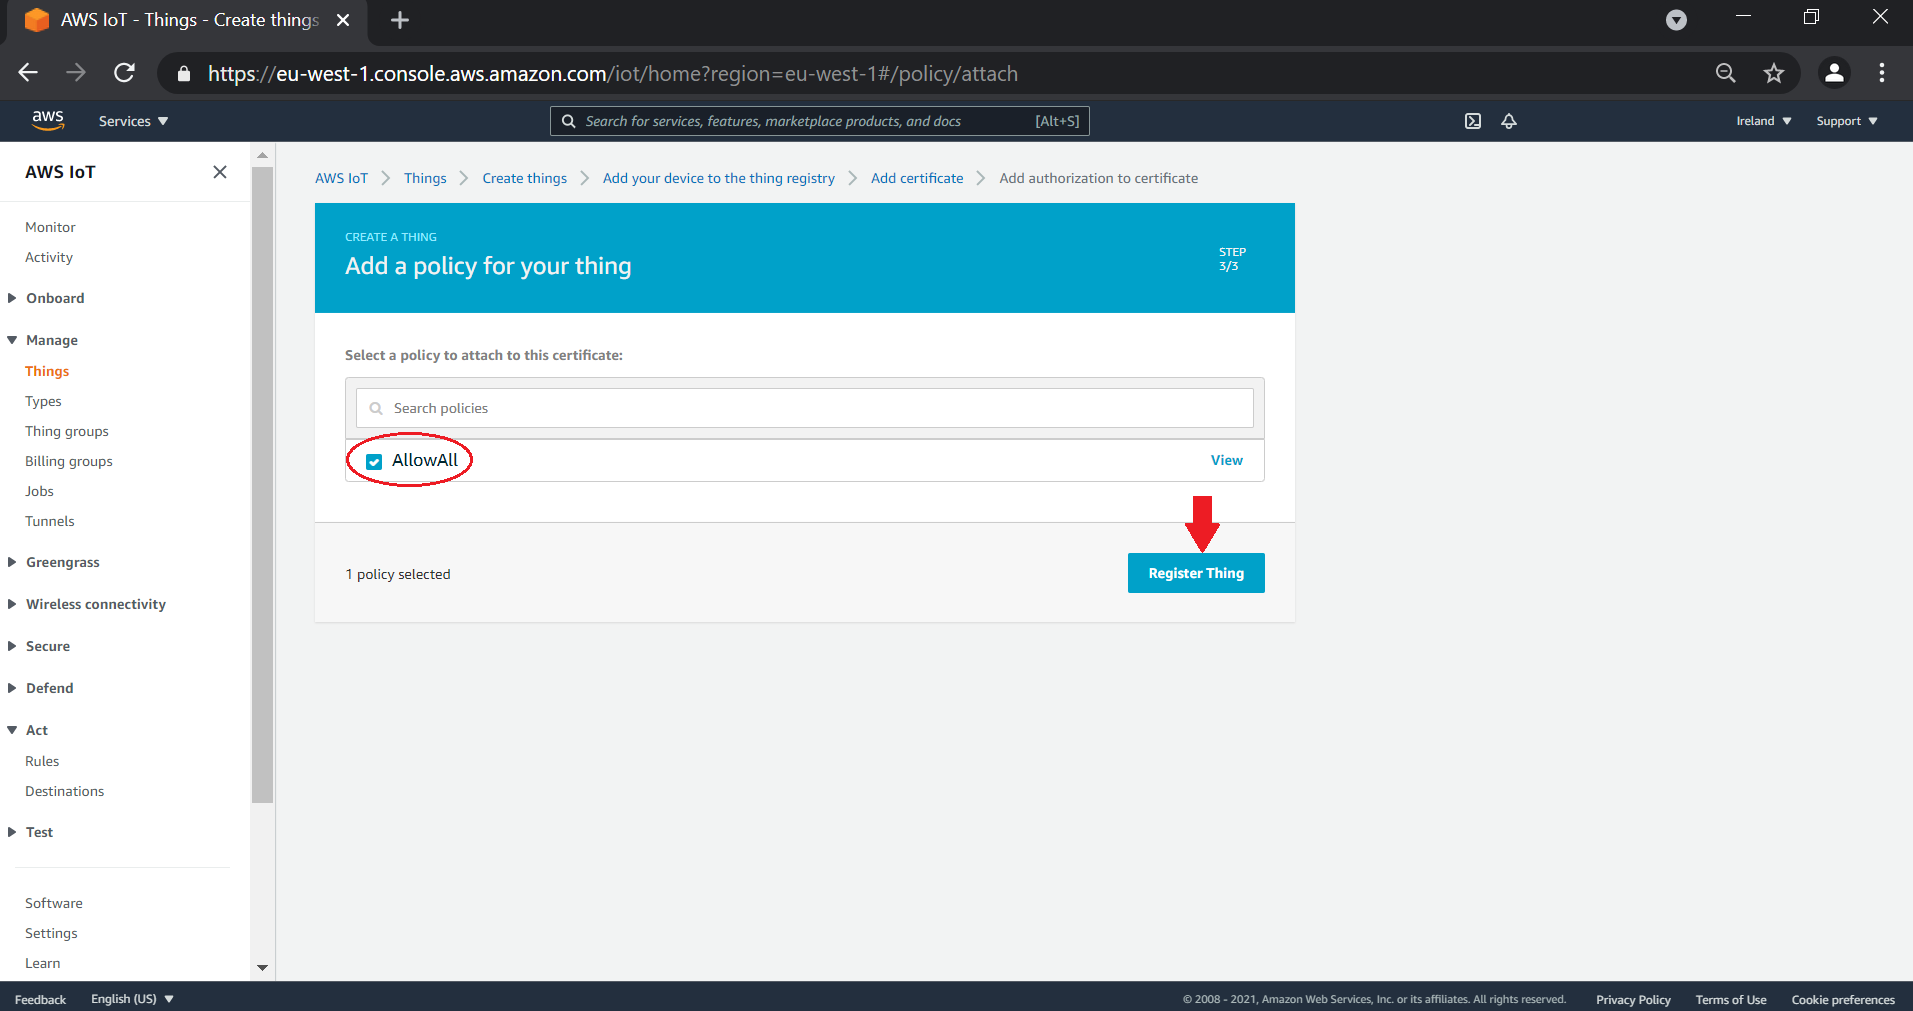 AWS IoT - Things - Create things
https://eu-west-1.console.aws.amazon.com/iot/home?region=eu-west-1#/policy/attach
aws
Services
Search for services, features, marketplace products, and docs [Alt+S]
Ireland
Support
AWS IoT
Monitor
Activity
Onboard
Manage
Things
Types
Thing groups
Billing groups
Jobs
Tunnels
Greengrass
Wireless connectivity
Secure
Defend
Act
Rules
Destinations
Test
Software
Settings
Learn
AWS IoT > Things > Create things > Add your device to the thing registry > Add certificate > Add authorization to certificate
CREATE A THING
Add a policy for your thing
STEP
3/3
Select a policy to attach to this certificate:
Search policies
AllowAll
View
1 policy selected
Register Thing
Feedback
English (US)
© 2008 - 2021, Amazon Web Services, Inc. or its affiliates. All rights reserved.
Privacy Policy
Terms of Use
Cookie preferences